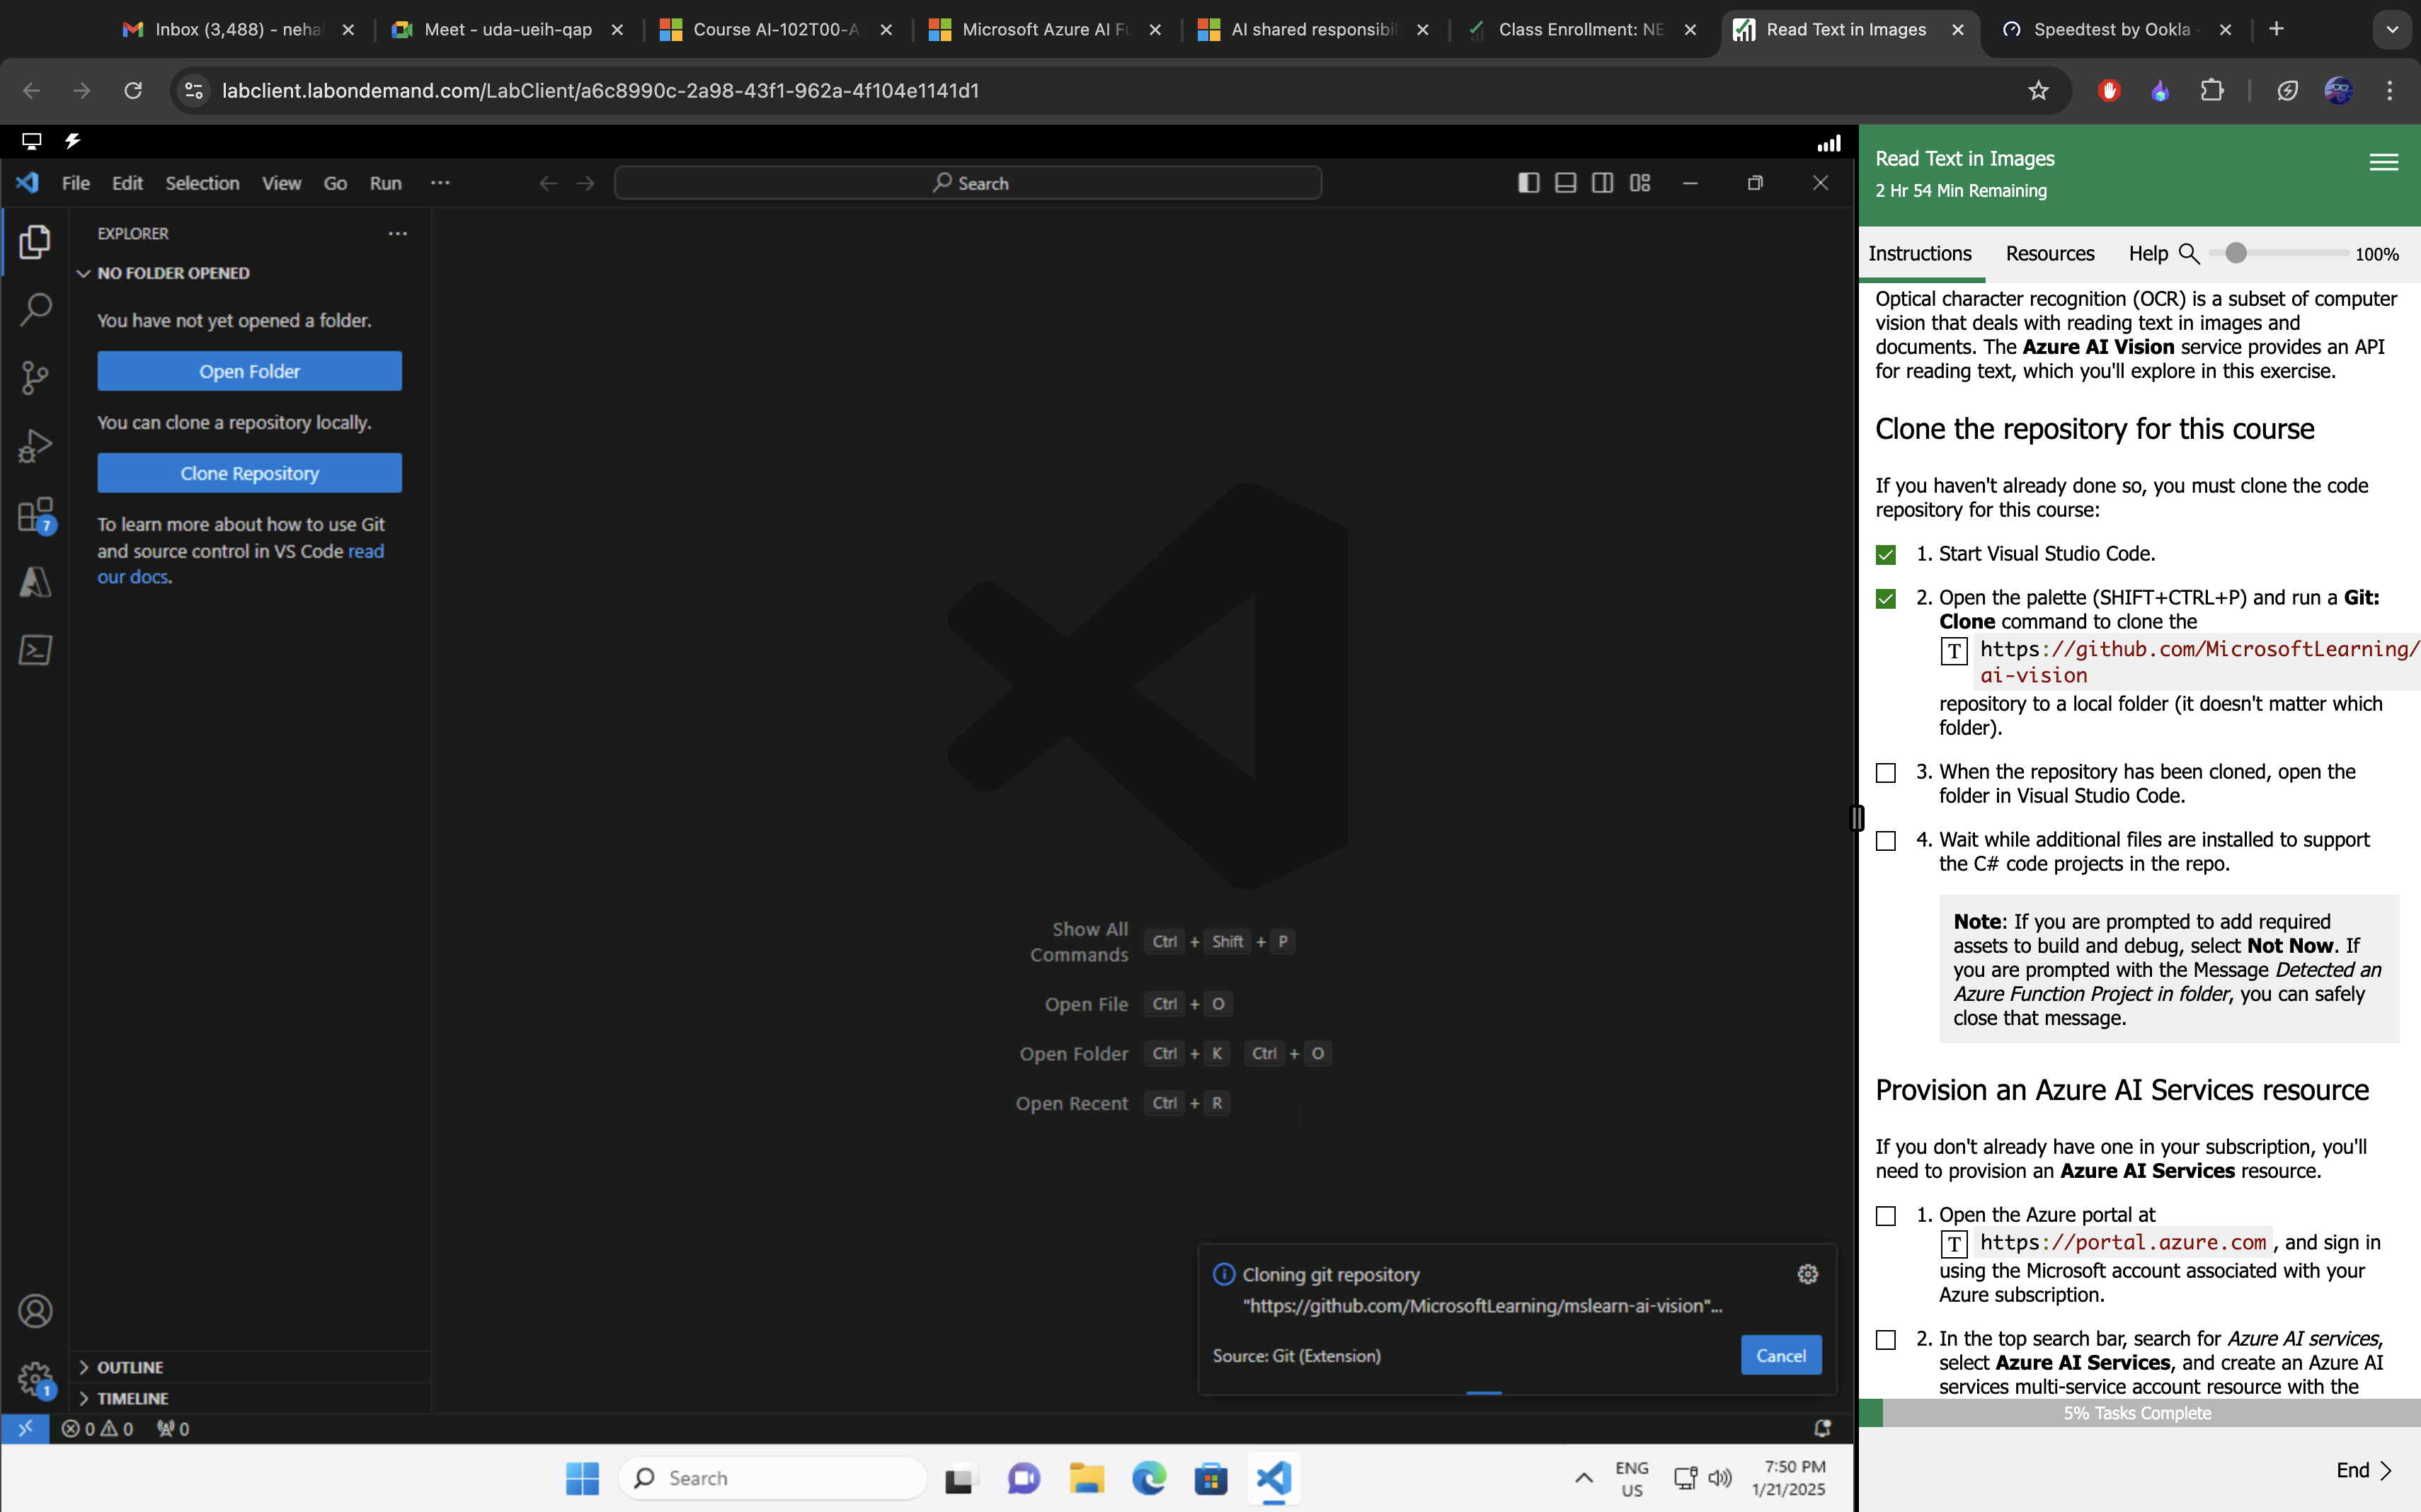 Inbox (3,488) - neha
Meet - uda-ueih-qap
Course AI-102T00-A
Microsoft Azure AI Fu
AI shared responsibil
Class Enrollment: NE
Read Text in Images
Speedtest by Ookla -
labclient.labondemand.com/LabClient/a6c8990c-2a98-43f1-962a-4f104e1141d1
File Edit Selection View Go Run ···
Search
EXPLORER
NO FOLDER OPENED
You have not yet opened a folder.
Open Folder
You can clone a repository locally.
Clone Repository
To learn more about how to use Git
and source control in VS Code read
our docs.
7
1
OUTLINE
TIMELINE
0 0 0
Show All
Commands Ctrl + Shift + P
Open File Ctrl + O
Open Folder Ctrl + K Ctrl + O
Open Recent Ctrl + R
Cloning git repository
"https://github.com/MicrosoftLearning/mslearn-ai-vision"...
Source: Git (Extension)
Cancel
Search
ENG
US
7:50 PM
1/21/2025
Read Text in Images
2 Hr 54 Min Remaining
Instructions Resources Help 100%
Optical character recognition (OCR) is a subset of computer
vision that deals with reading text in images and
documents. The Azure AI Vision service provides an API
for reading text, which you'll explore in this exercise.
Clone the repository for this course
If you haven't already done so, you must clone the code
repository for this course:
1. Start Visual Studio Code.
2. Open the palette (SHIFT+CTRL+P) and run a Git:
Clone command to clone the
T https://github.com/MicrosoftLearning/
ai-vision
repository to a local folder (it doesn't matter which
folder).
3. When the repository has been cloned, open the
folder in Visual Studio Code.
4. Wait while additional files are installed to support
the C# code projects in the repo.
Note: If you are prompted to add required
assets to build and debug, select Not Now. If
you are prompted with the Message Detected an
Azure Function Project in folder, you can safely
close that message.
Provision an Azure AI Services resource
If you don't already have one in your subscription, you'll
need to provision an Azure AI Services resource.
1. Open the Azure portal at
T https://portal.azure.com , and sign in
using the Microsoft account associated with your
Azure subscription.
2. In the top search bar, search for Azure AI services,
select Azure AI Services, and create an Azure AI
services multi-service account resource with the
5% Tasks Complete
End